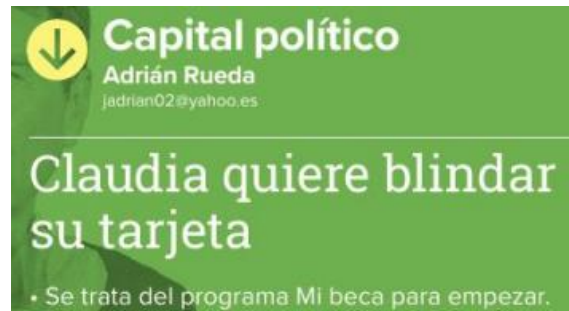 Capital político
Adrián Rueda
jadrian02@yahoo.es
Claudia quiere blindar
su tarjeta
• Se trata del programa Mi beca para empezar.